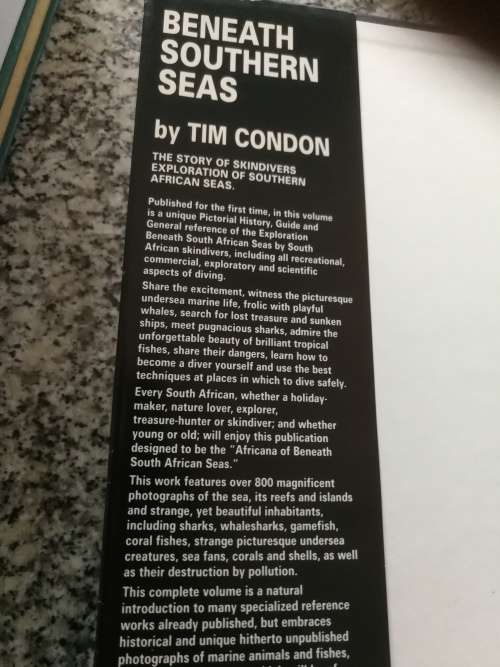 BENEATH
SOUTHERN
SEAS
by TIM CONDON
THE STORY OF SKINDIVERS
EXPLORATION OF SOUTHERN
AFRICAN SEAS.
Published for the first time, in this volume
is a unique Pictorial History, Guide and
General reference of the Exploration
Beneath South African Seas by South
African skindivers, including all recreational,
commercial, exploratory and scientific
aspects of diving.
Share the excitement, witness the picturesque
undersea marine life, frolic with playful
whales, search for lost treasure and sunken
ships, meet pugnacious sharks, admire the
unforgettable beauty of brilliant tropical
fishes, share their dangers, learn how to
become a diver yourself and use the best
techniques at places in which to dive safely.
Every South African, whether a holiday-
maker, nature lover, explorer,
treasure-hunter or skindiver; and whether
young or old; will enjoy this publication
designed to be the "Africana of Beneath
South African Seas."
This work features over 800 magnificent
photographs of the sea, its reefs and islands
and strange, yet beautiful inhabitants,
including sharks, whalesharks, gamefish,
coral fishes, strange picturesque undersea
creatures, sea fans, corals and shells, as well
as their destruction by pollution.
This complete volume is a natural
introduction to many specialized reference
works already published, but embraces
historical and unique hitherto unpublished
photographs of marine animals and fishes,